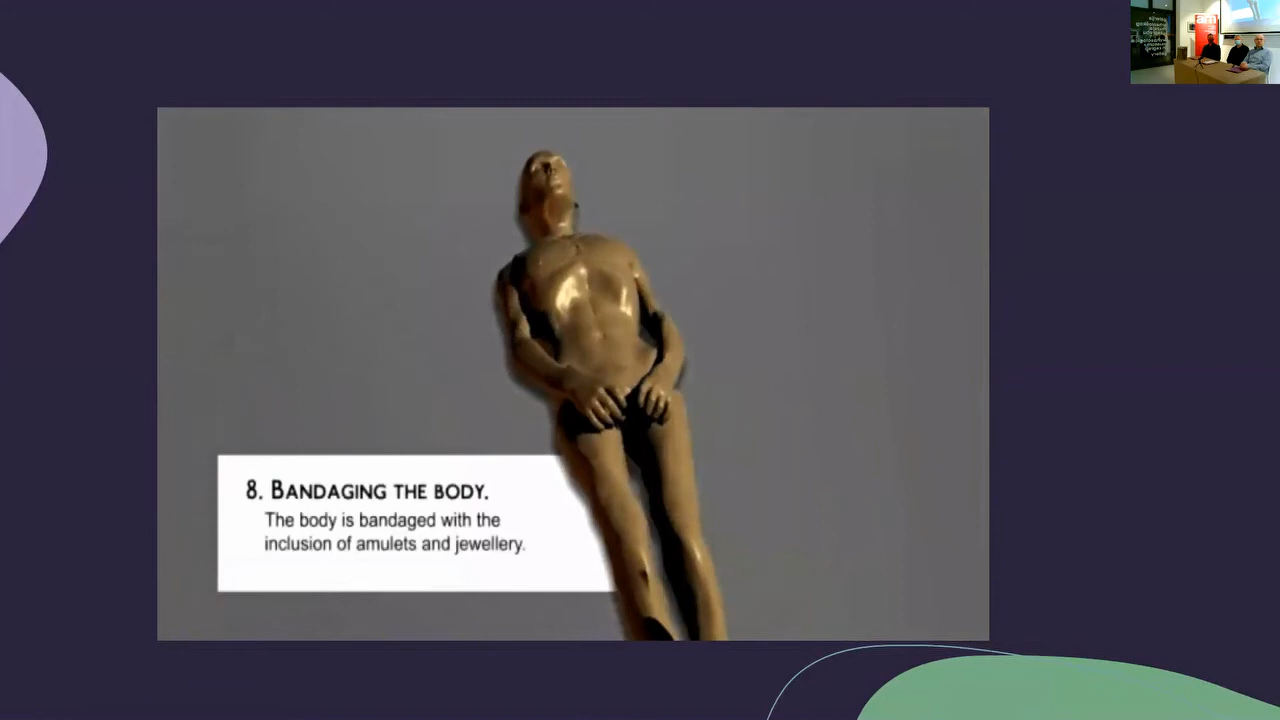 8. BANDAGING THE BODY.
The body is bandaged with the
inclusion of amulets and jewellery.